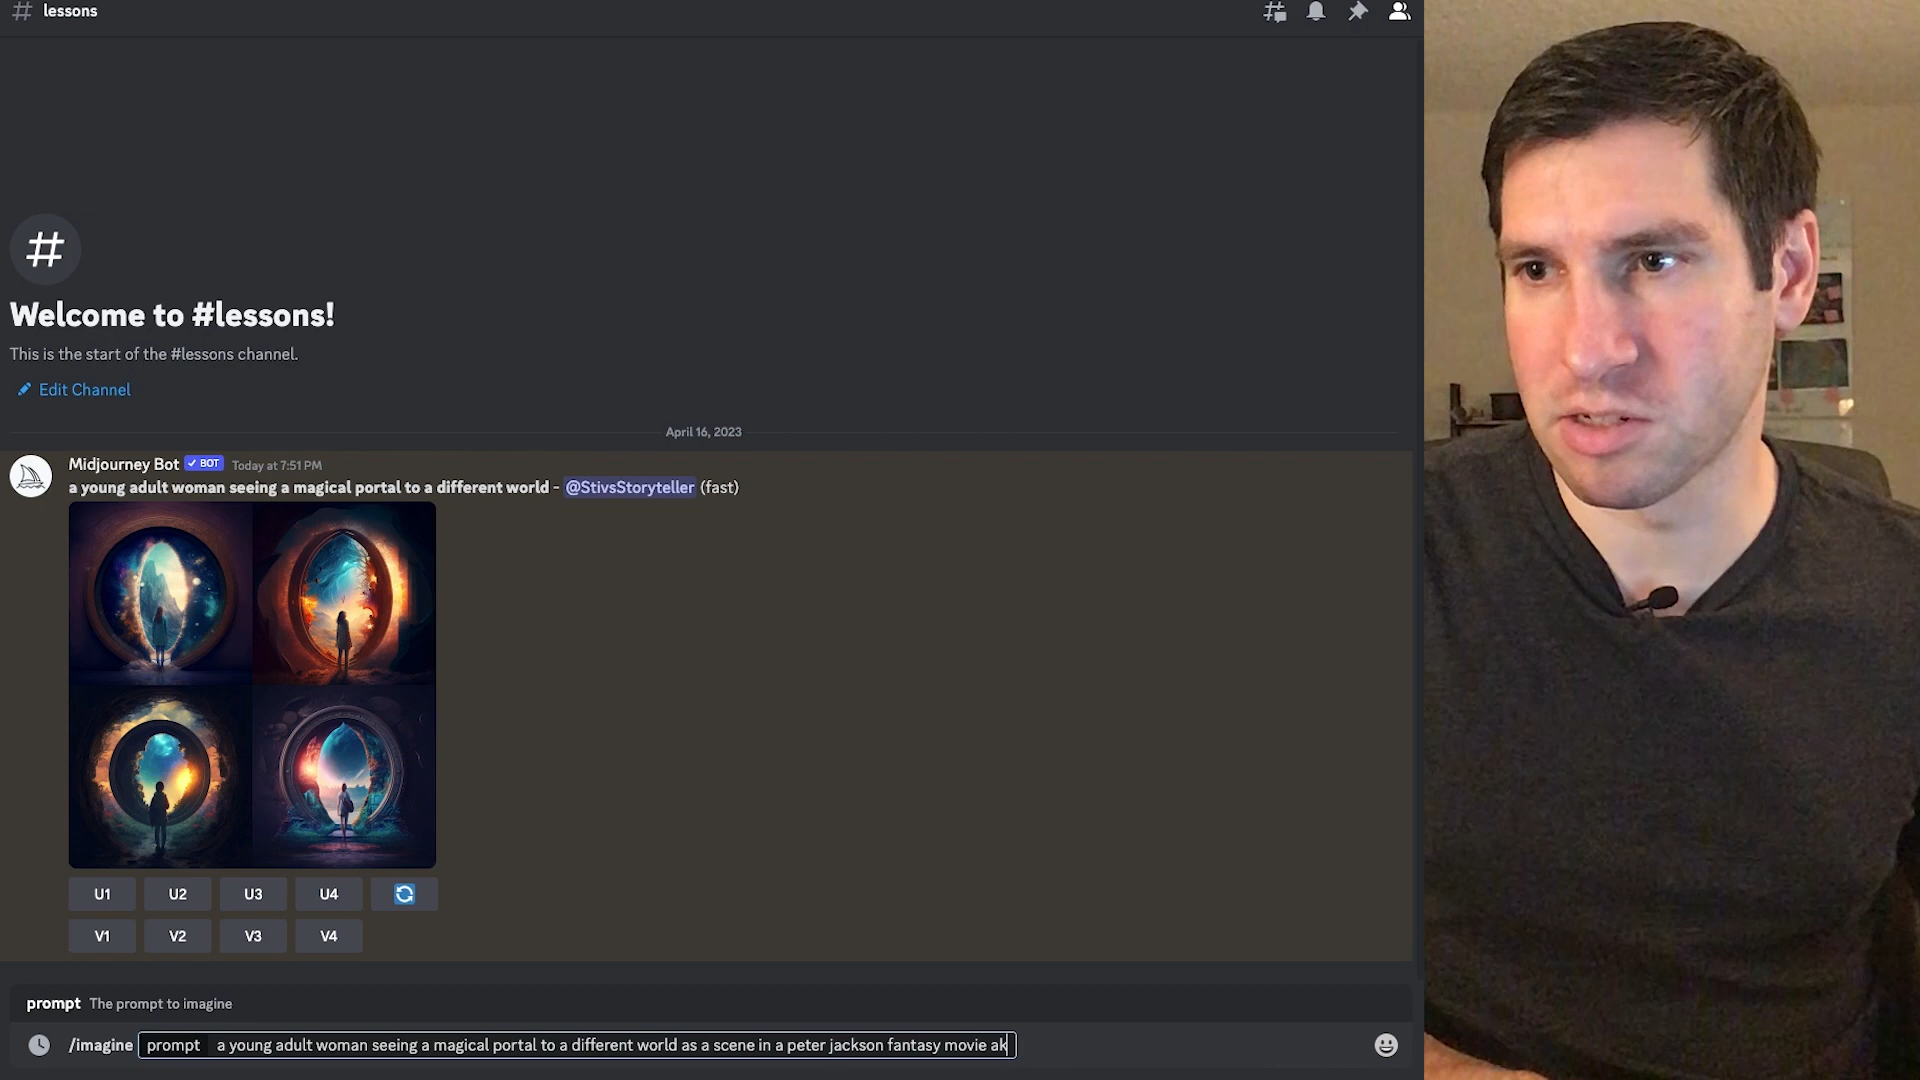 # lessons
#
Welcome to #lessons!
This is the start of the #lessons channel.
Edit Channel
April 16, 2023
Midjourney Bot ✓ BOT Today at 7:51 PM
a young adult woman seeing a magical portal to a different world - @StivsStoryteller (fast)
U1 U2 U3 U4
V1 V2 V3 V4
prompt The prompt to imagine
/imagine prompt a young adult woman seeing a magical portal to a different world as a scene in a peter jackson fantasy movie ak